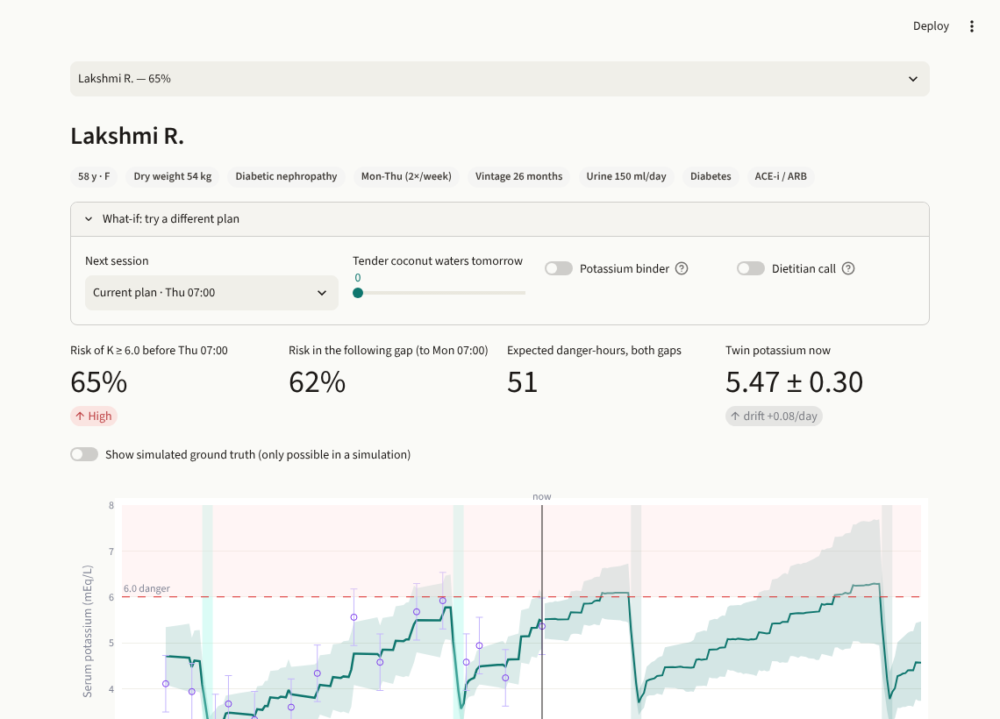 Deploy
Lakshmi R. — 65%
Lakshmi R.
58 y · F
Dry weight 54 kg
Diabetic nephropathy
Mon-Thu (2×/week)
Vintage 26 months
Urine 150 ml/day
Diabetes
ACE-i / ARB
What-if: try a different plan
Next session
Current plan · Thu 07:00
Tender coconut waters tomorrow
0
Potassium binder
Dietitian call
Risk of K ≥ 6.0 before Thu 07:00
65%
↑ High
Risk in the following gap (to Mon 07:00)
62%
Expected danger-hours, both gaps
51
Twin potassium now
5.47 ± 0.30
↑ drift +0.08/day
Show simulated ground truth (only possible in a simulation)
now
8
7
6
5
4
6.0 danger
Serum potassium (mEq/L)